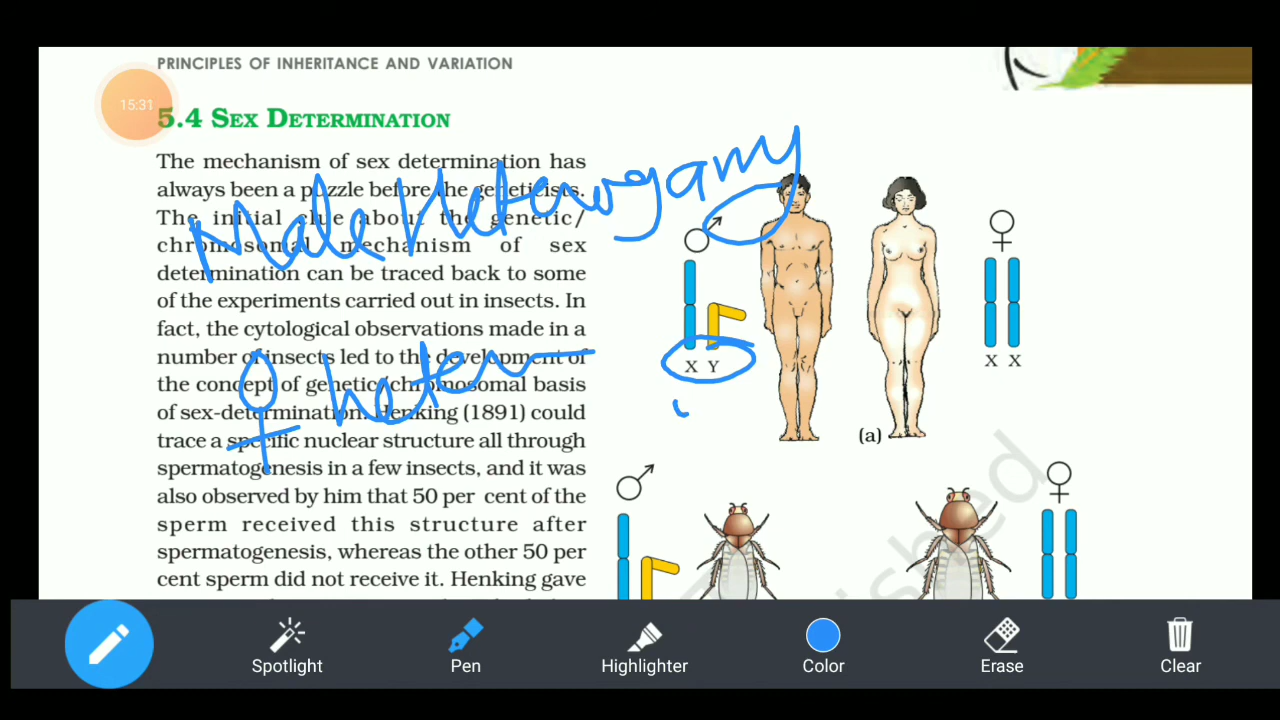 PRINCIPLES OF INHERITANCE AND VARIATION
15:31
5.4 SEX DETERMINATION
The mechanism of sex determination has
always been a puzzle before the geneticists.
The initial clue about the genetic/
chromosomal mechanism of sex
determination can be traced back to some
of the experiments carried out in insects. In
fact, the cytological observations made in a
number of insects led to the development of
the concept of genetic/chromosomal basis
of sex-determination. Henking (1891) could
trace a specific nuclear structure all through
spermatogenesis in a few insects, and it was
also observed by him that 50 per cent of the
sperm received this structure after
spermatogenesis, whereas the other 50 per
cent sperm did not receive it. Henking gave
Male Heterogamy
♀ heter
♂
♀
X Y
X X
(a)
♂
♀
shed
Spotlight
Pen
Highlighter
Color
Erase
Clear